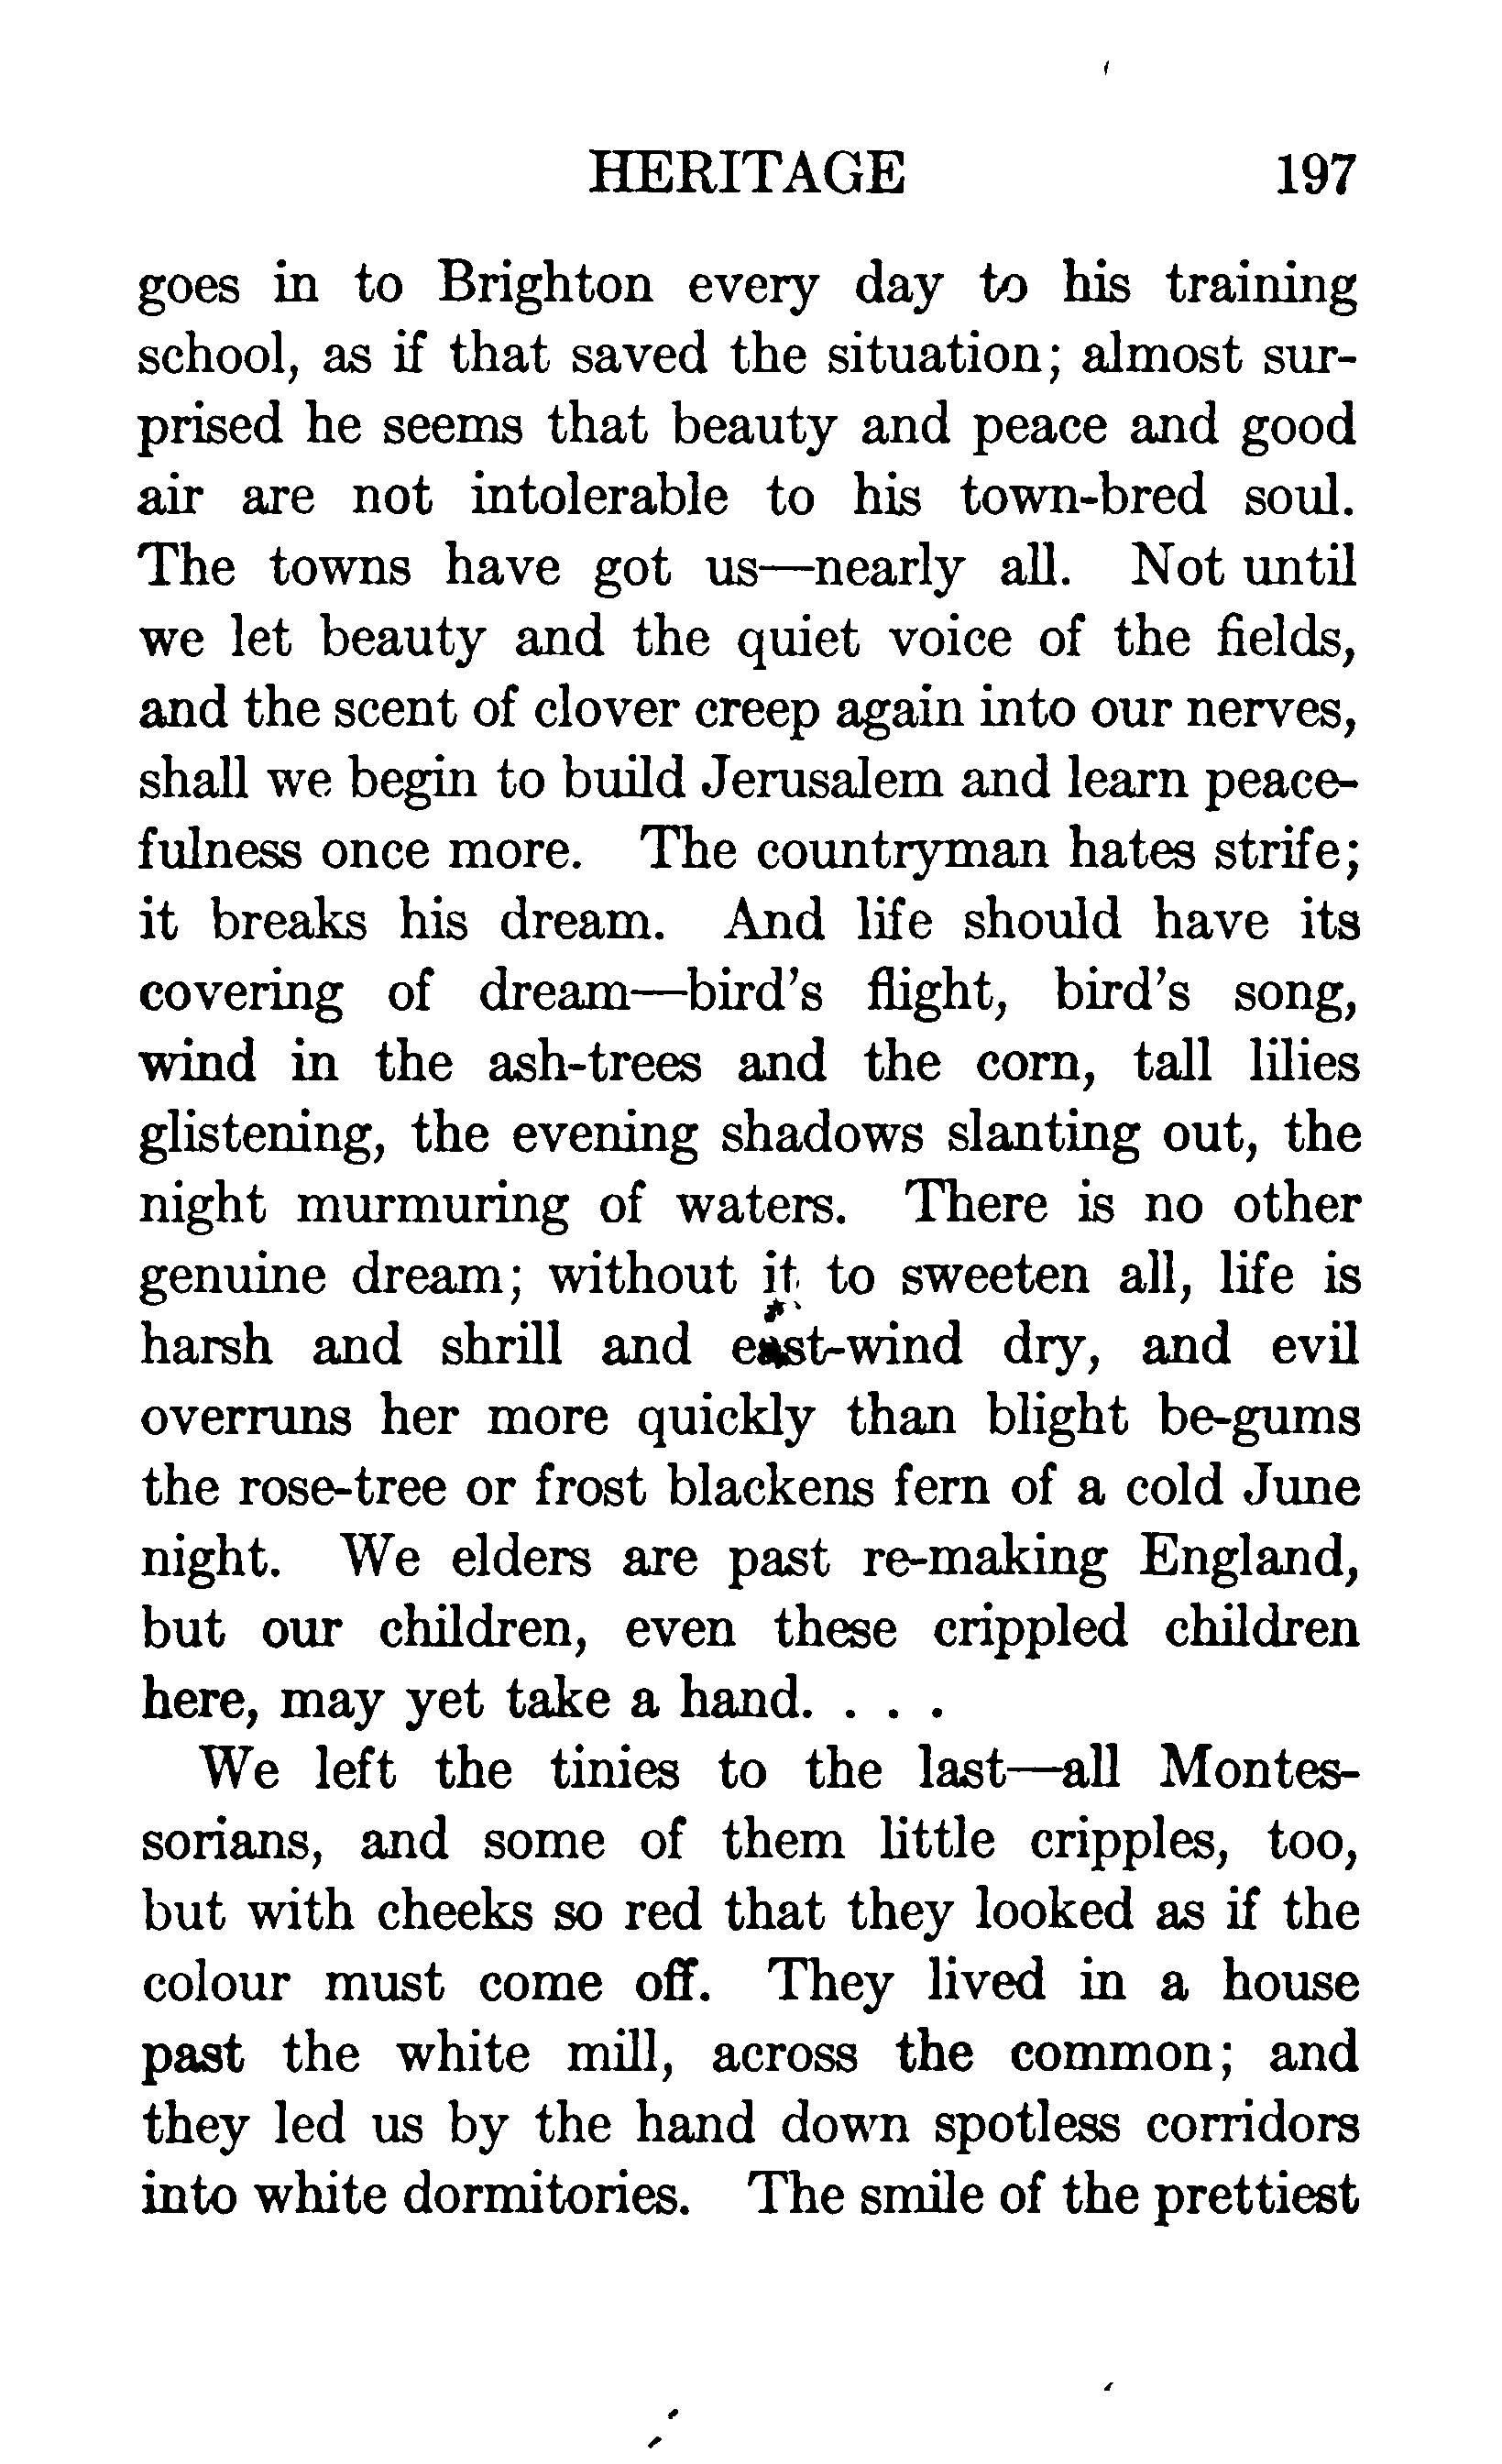 HERITAGE 197
goes in to Brighton every day to his training
school, as if that saved the situation; almost sur-
prised he seems that beauty and peace and good
air are not intolerable to his town-bred soul.
The towns have got us—nearly all. Not until
we let beauty and the quiet voice of the fields,
and the scent of clover creep again into our nerves,
shall we begin to build Jerusalem and learn peace-
fulness once more. The countryman hates strife;
it breaks his dream. And life should have its
covering of dream—bird's flight, bird's song,
wind in the ash-trees and the corn, tall lilies
glistening, the evening shadows slanting out, the
night murmuring of waters. There is no other
genuine dream; without it to sweeten all, life is
harsh and shrill and east-wind dry, and evil
overruns her more quickly than blight be-gums
the rose-tree or frost blackens fern of a cold June
night. We elders are past re-making England,
but our children, even these crippled children
here, may yet take a hand. . . .
We left the tinies to the last—all Montes-
sorians, and some of them little cripples, too,
but with cheeks so red that they looked as if the
colour must come off. They lived in a house
past the white mill, across the common; and
they led us by the hand down spotless corridors
into white dormitories. The smile of the prettiest